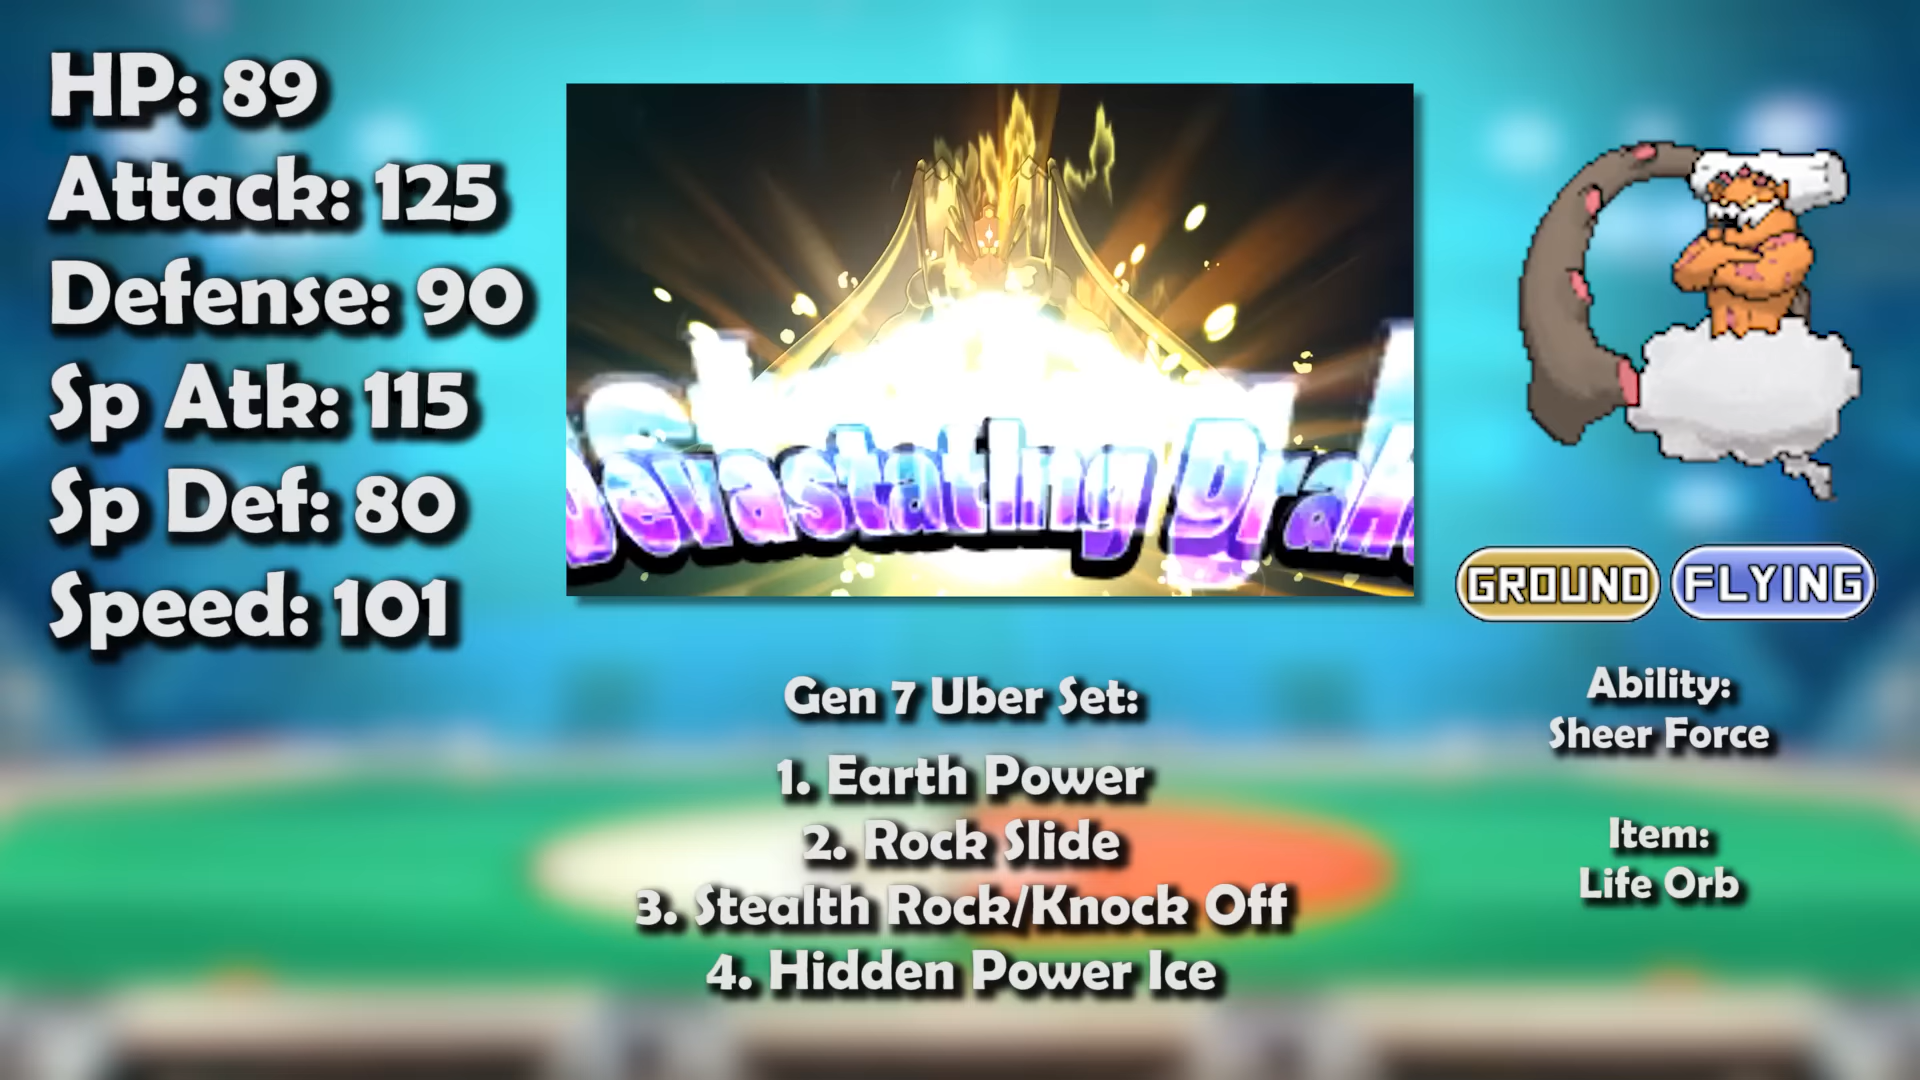 HP: 89
Attack: 125
Defense: 90
Sp Atk: 115
Sp Def: 80
Speed: 101
Devastating
GROUND FLYING
Gen 7 Uber Set:
1. Earth Power
2. Rock Slide
3. Stealth Rock/Knock Off
4. Hidden Power Ice
Ability:
Sheer Force
Item:
Life Orb